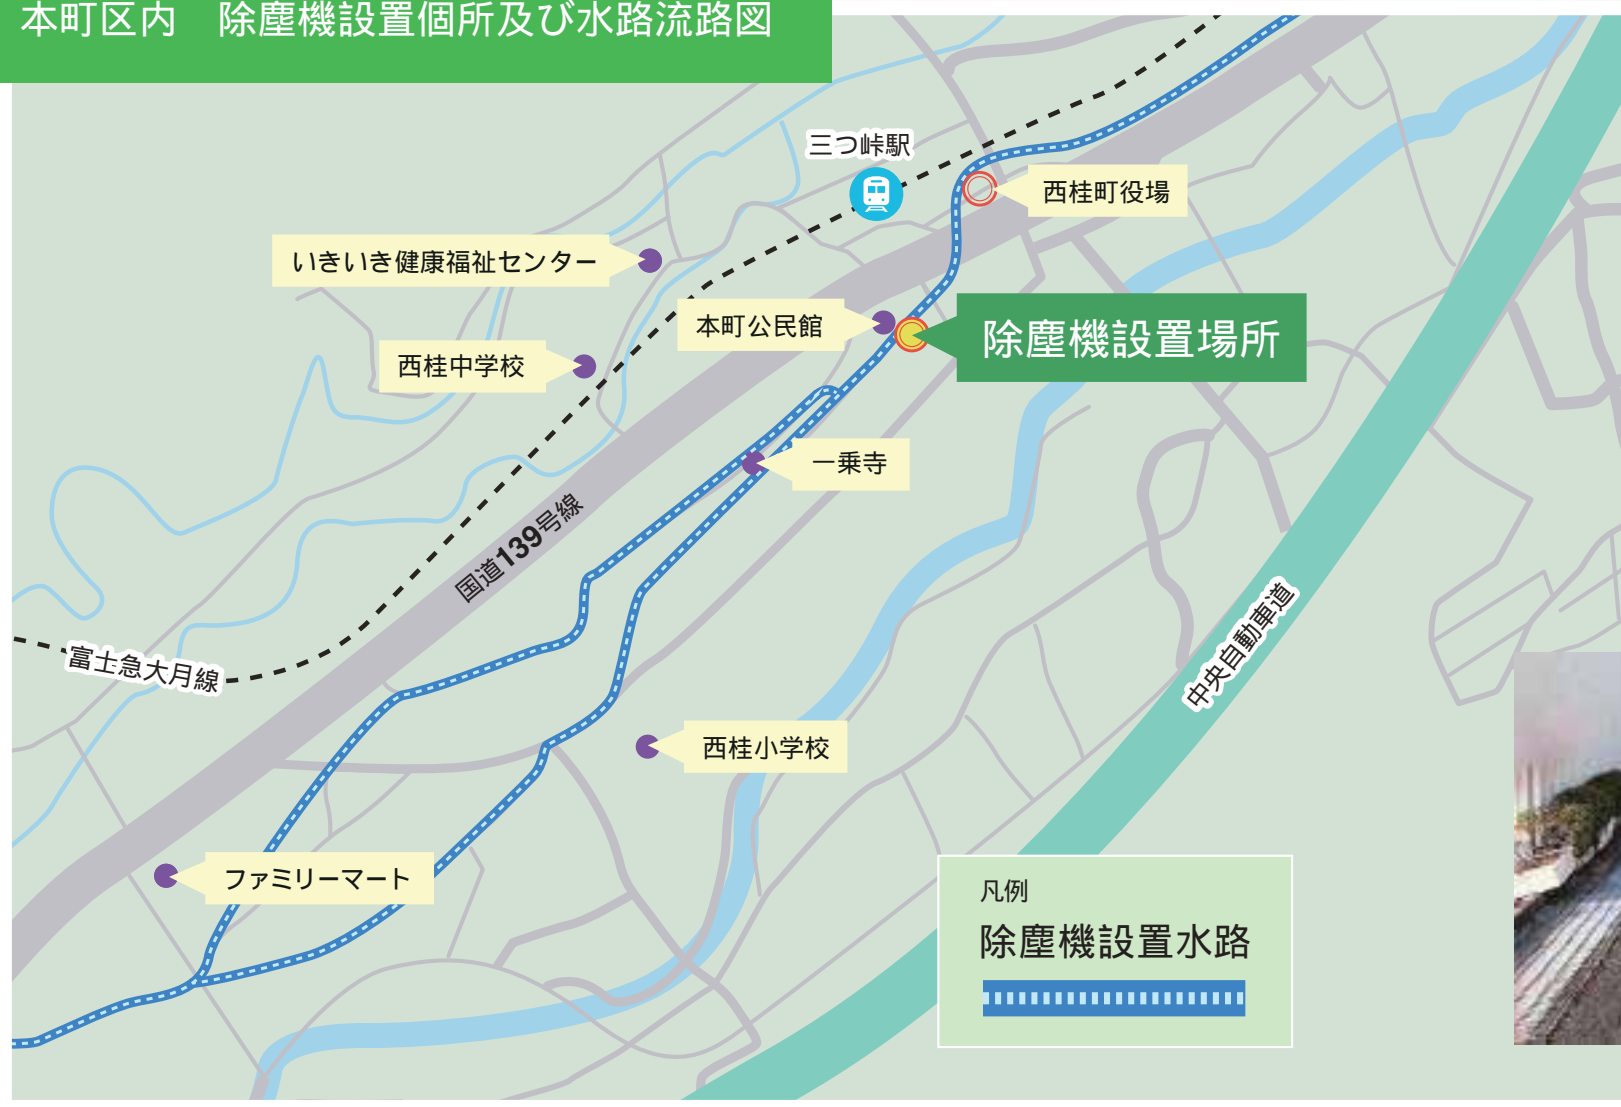 本町区内　除塵機設置個所及び水路流路図
三つ峠駅
西桂町役場
いきいき健康福祉センター
本町公民館
除塵機設置場所
西桂中学校
一乗寺
国道139号線
中央自動車道
富士急大月線
西桂小学校
ファミリーマート
凡例
除塵機設置水路